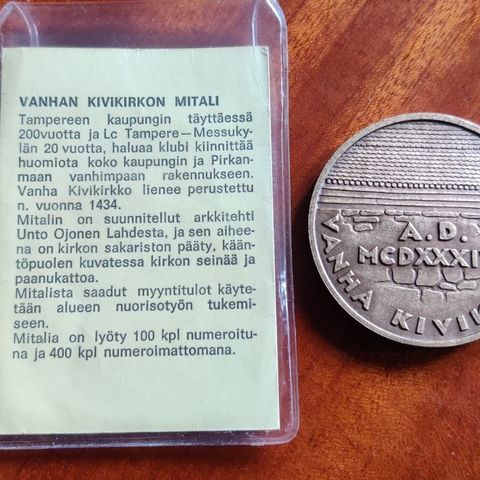 VANHAN KIVIKIRKON MITALI
Tampereen kaupungin täyttäessä
200vuotta ja Lc Tampere—Messuky-
län 20 vuotta, haluaa klubi kiinnittää
huomiota koko kaupungin ja Pirkan-
maan vanhimpaan rakennukseen.
Vanha Kivikirkko lienee perustettu
n. vuonna 1434.
Mitalin on suunnitellut arkkitehti
Unto Ojonen Lahdesta, ja sen aihee-
na on kirkon sakariston pääty, kään-
töpuolen kuvatessa kirkon seinää ja
paanukattoa.
Mitalista saadut myyntitulot käyte-
tään alueen nuorisotyön tukemi-
seen.
Mitalia on lyöty 100 kpl numeroitu-
na ja 400 kpl numeroimattomana.
A.D.
MCDXXXI
VANHA KIVIK